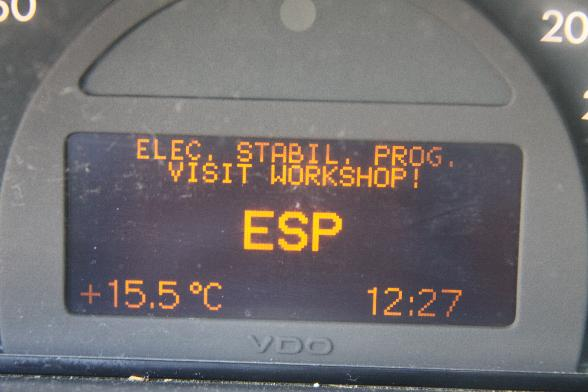 ELEC. STABIL. PROG.
VISIT WORKSHOP!
ESP
+15.5°C 12:27
VDO